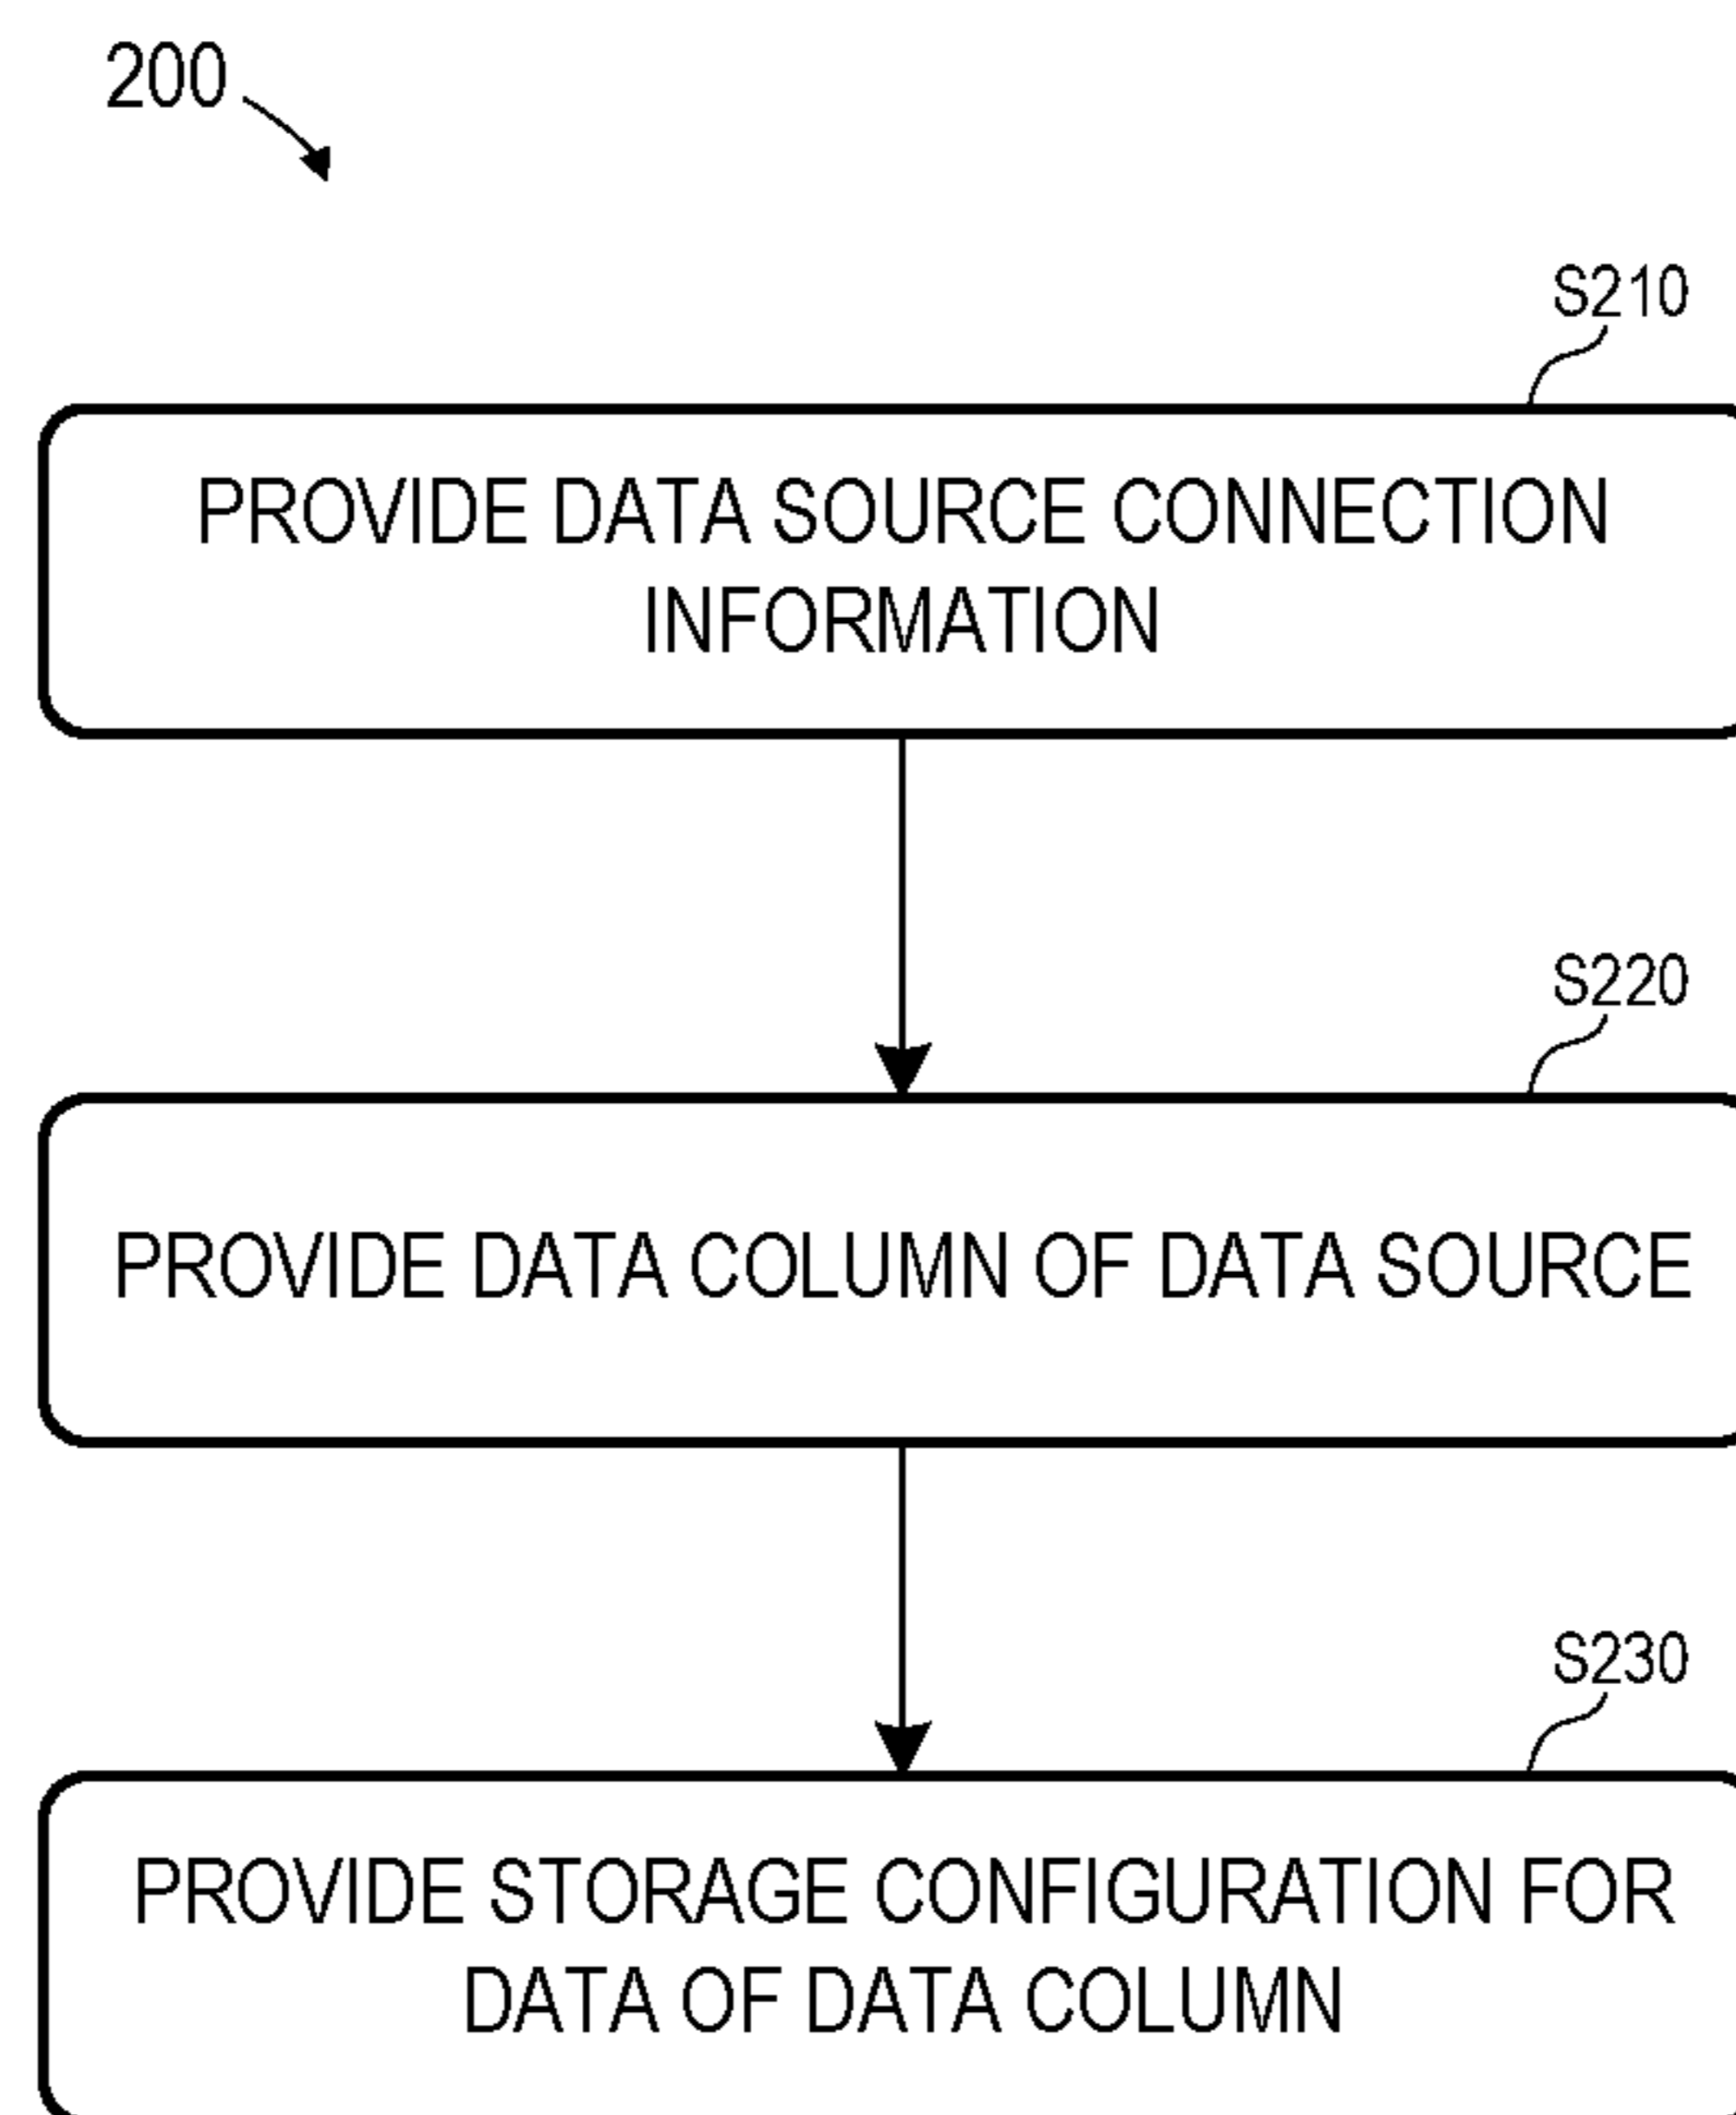 200
S210
PROVIDE DATA SOURCE CONNECTION
INFORMATION
S220
PROVIDE DATA COLUMN OF DATA SOURCE
S230
PROVIDE STORAGE CONFIGURATION FOR
DATA OF DATA COLUMN